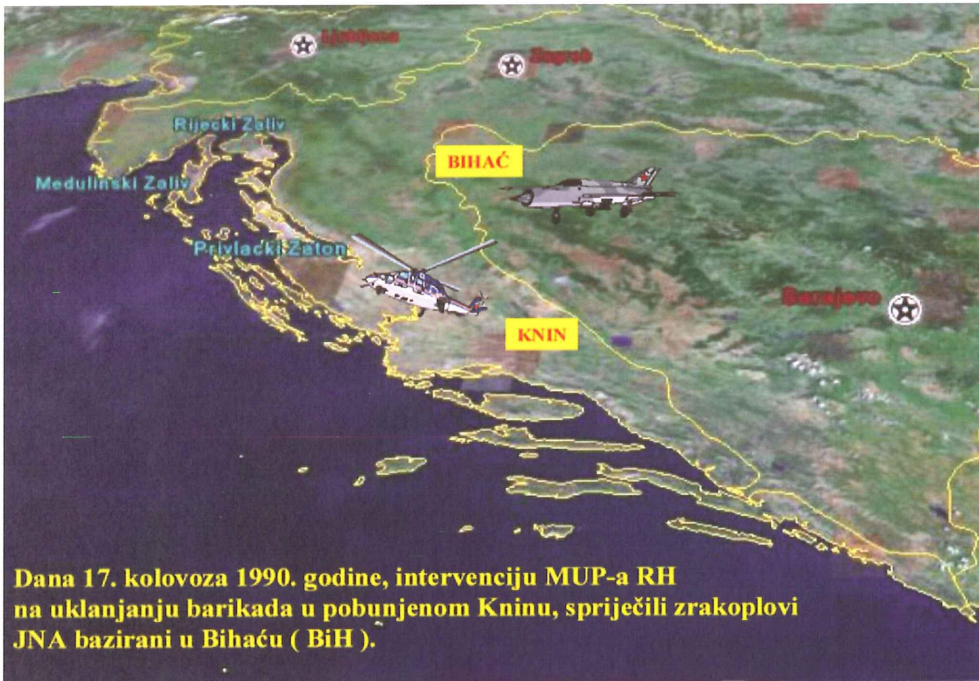 Ljubljana
Zagreb
Rijecki Zaliv
BIHAĆ
Medulinski Zaliv
Privlacki Zaton
Sarajevo
KNIN
Dana 17. kolovoza 1990. godine, intervenciju MUP-a RH
na uklanjanju barikada u pobunjenom Kninu, spriječili zrakoplovi
JNA bazirani u Bihaću ( BiH ).